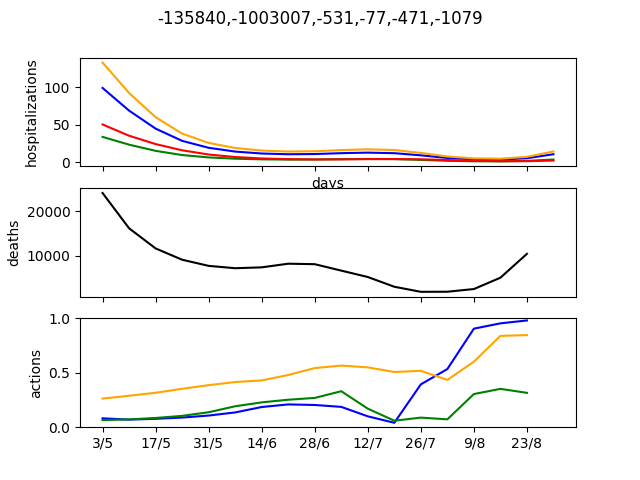 -135840,-1003007,-531,-77,-471,-1079
hospitalizations
100
50
0
days
deaths
20000
10000
actions
1.0
0.5
0.0
3/5 17/5 31/5 14/6 28/6 12/7 26/7 9/8 23/8